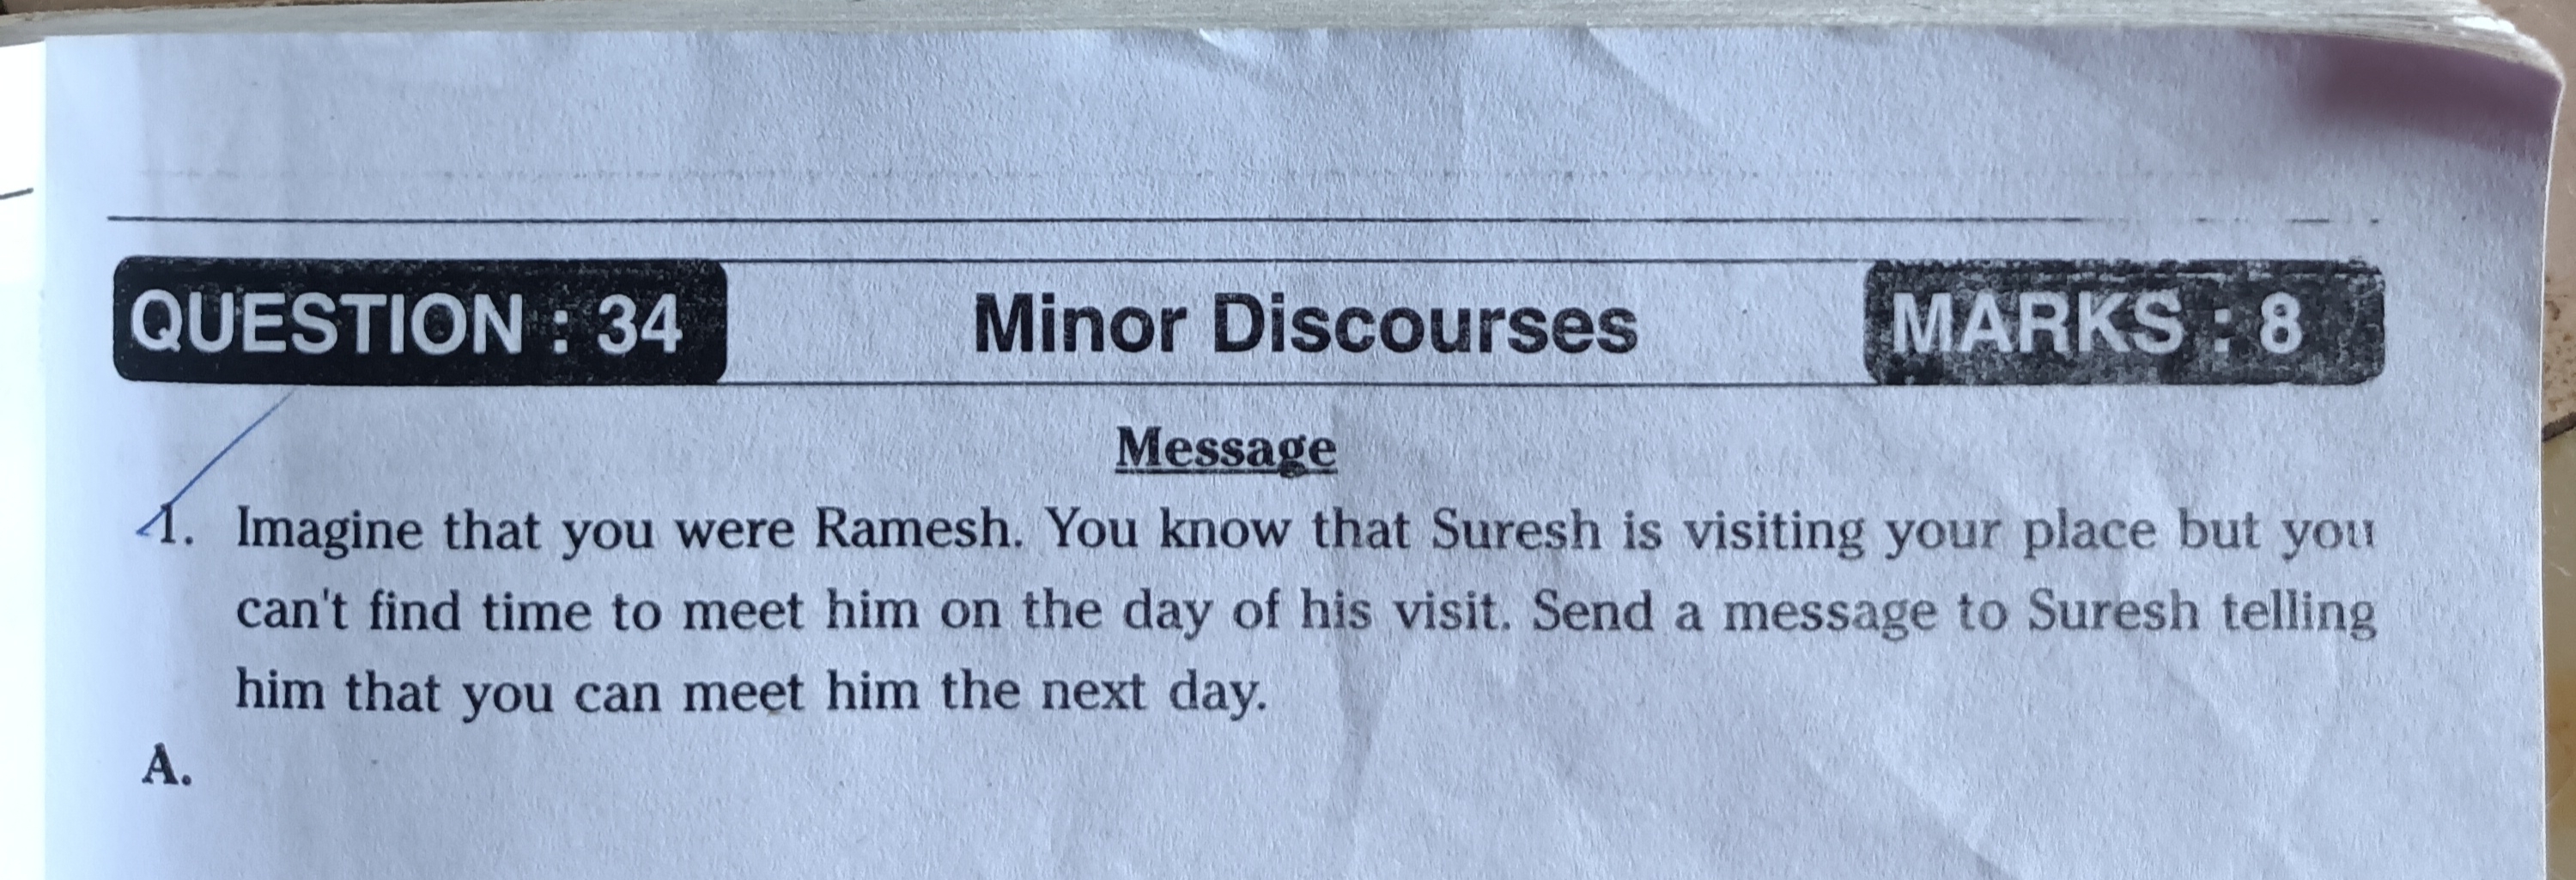 QUESTION : 34 Minor Discourses MARKS : 8
Message
1. Imagine that you were Ramesh. You know that Suresh is visiting your place but you
can't find time to meet him on the day of his visit. Send a message to Suresh telling
him that you can meet him the next day.
A.